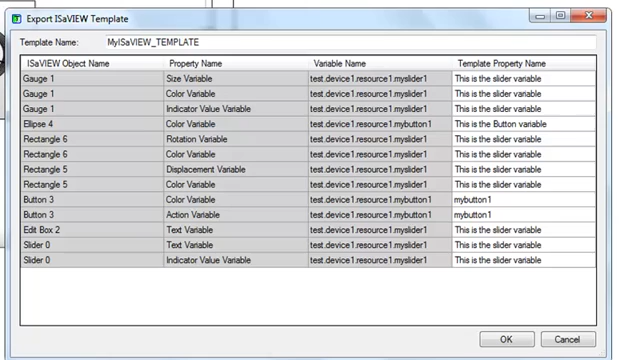 Export ISaVIEW Template
Template Name: MyISaVIEW_TEMPLATE
ISaVIEW Object Name Property Name Variable Name Template Property Name
Gauge 1 Size Variable test.device1.resource1.myslider1 This is the slider variable
Gauge 1 Color Variable test.device1.resource1.myslider1 This is the slider variable
Gauge 1 Indicator Value Variable test.device1.resource1.myslider1 This is the slider variable
Ellipse 4 Color Variable test.device1.resource1.mybutton1 This is the Button variable
Rectangle 6 Rotation Variable test.device1.resource1.myslider1 This is the slider variable
Rectangle 6 Color Variable test.device1.resource1.myslider1 This is the slider variable
Rectangle 5 Displacement Variable test.device1.resource1.myslider1 This is the slider variable
Rectangle 5 Color Variable test.device1.resource1.myslider1 This is the slider variable
Button 3 Color Variable test.device1.resource1.mybutton1 mybutton1
Button 3 Action Variable test.device1.resource1.mybutton1 mybutton1
Edit Box 2 Text Variable test.device1.resource1.myslider1 This is the slider variable
Slider 0 Text Variable test.device1.resource1.myslider1 This is the slider variable
Slider 0 Indicator Value Variable test.device1.resource1.myslider1 This is the slider variable
OK Cancel